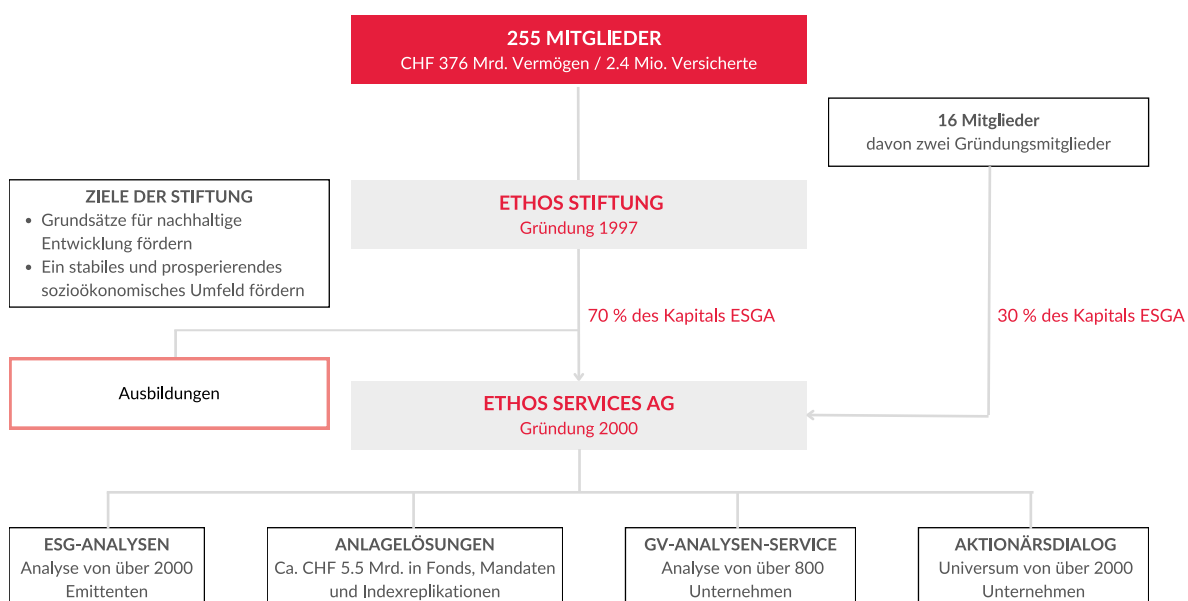 255 MITGLIEDER
CHF 376 Mrd. Vermögen / 2.4 Mio. Versicherte
16 Mitglieder
davon zwei Gründungsmitglieder
ZIELE DER STIFTUNG
• Grundsätze für nachhaltige
Entwicklung fördern
• Ein stabiles und prosperierendes
sozioökonomisches Umfeld fördern
ETHOS STIFTUNG
Gründung 1997
70 % des Kapitals ESGA
30 % des Kapitals ESGA
Ausbildungen
ETHOS SERVICES AG
Gründung 2000
ESG-ANALYSEN
Analyse von über 2000
Emittenten
ANLAGELÖSUNGEN
Ca. CHF 5.5 Mrd. in Fonds, Mandaten
und Indexreplikationen
GV-ANALYSEN-SERVICE
Analyse von über 800
Unternehmen
AKTIONÄRSDIALOG
Universum von über 2000
Unternehmen